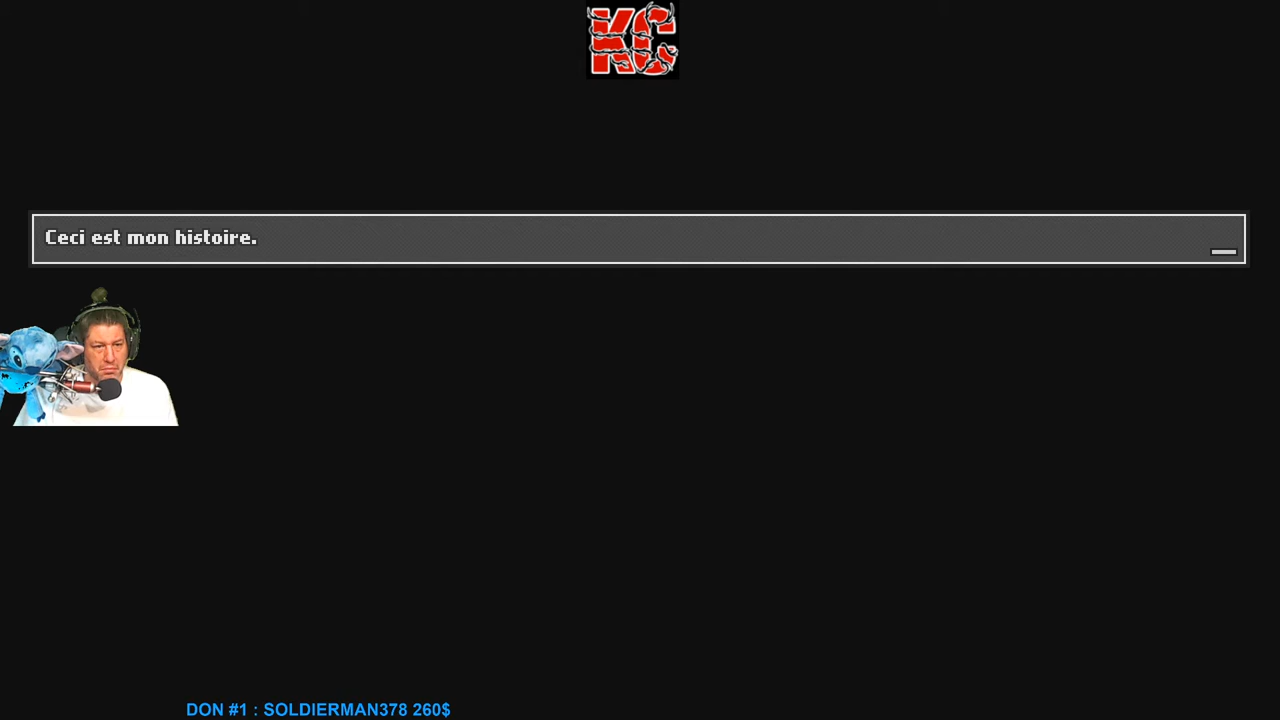 KC
Ceci est mon histoire.
DON #1 : SOLDIERMAN378 260$